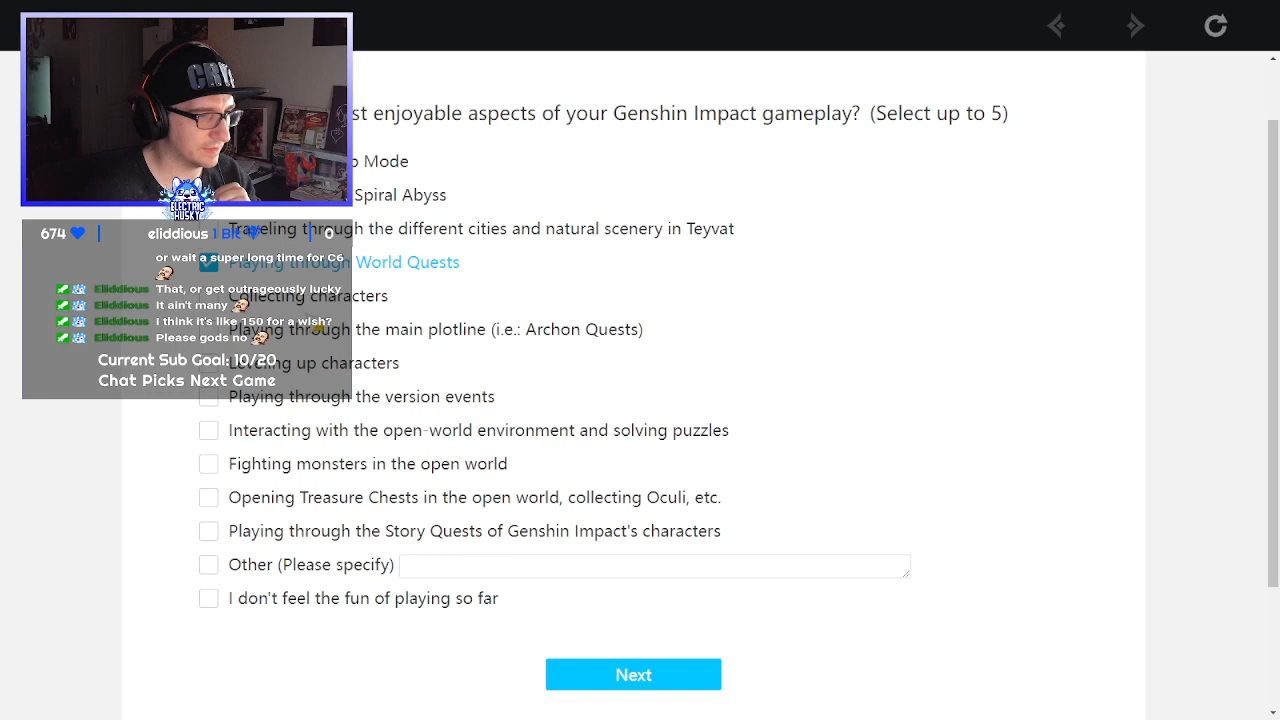 CRY
ELECTRIC
HUSKY
st enjoyable aspects of your Genshin Impact gameplay? (Select up to 5)
Mode
Spiral Abyss
674 eliddious 1 Bit 0
Traveling through the different cities and natural scenery in Teyvat
or wait a super long time for C6
Playing through World Quests
Eliddious That, or get outrageously lucky
Collecting characters
Eliddious It ain't many
Eliddious I think it's like 150 for a wish?
Playing through the main plotline (i.e.: Archon Quests)
Eliddious Please gods no
Current Sub Goal: 10/20
Leveling up characters
Chat Picks Next Game
Playing through the version events
Interacting with the open-world environment and solving puzzles
Fighting monsters in the open world
Opening Treasure Chests in the open world, collecting Oculi, etc.
Playing through the Story Quests of Genshin Impact's characters
Other (Please specify)
I don't feel the fun of playing so far
Next